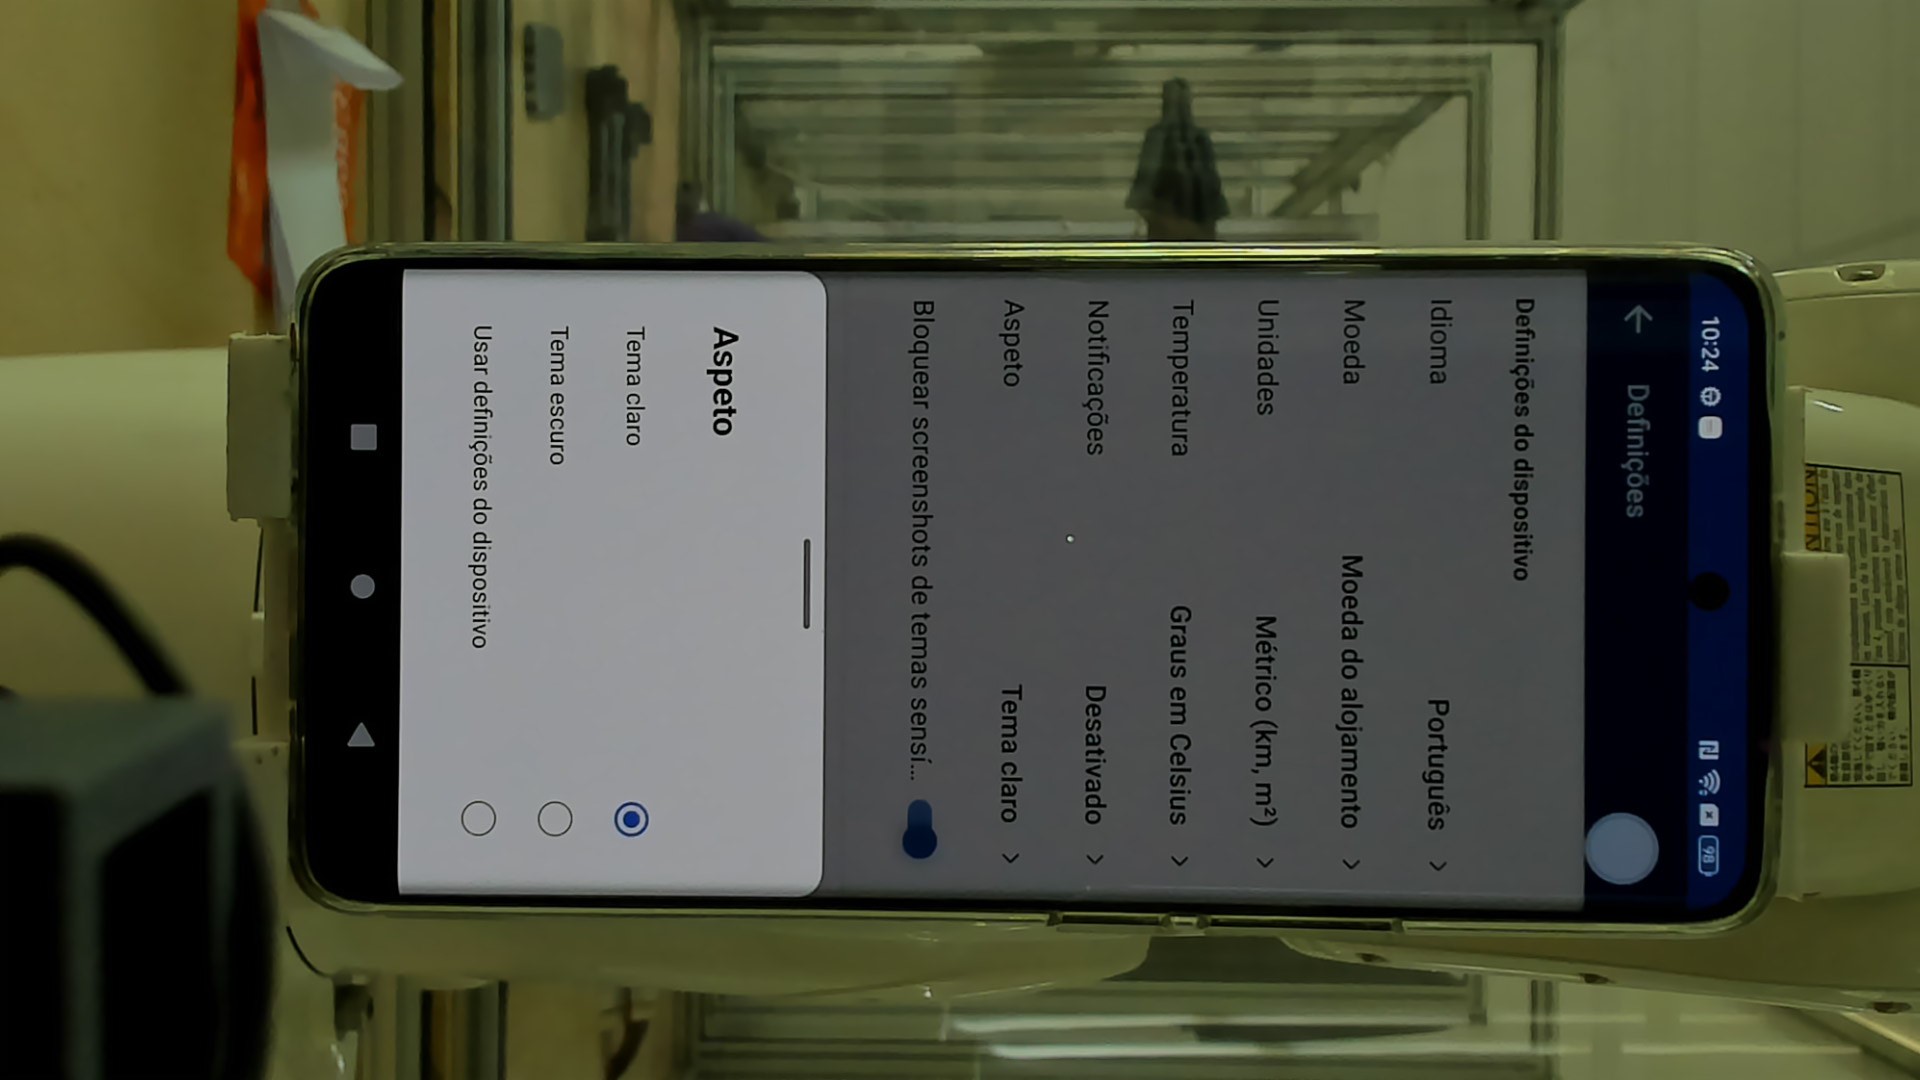 10:24
98
Definições
Definições do dispositivo
Idioma Português
Moeda Moeda do alojamento
Unidades Métrico (km, m²)
Temperatura Graus em Celsius
Notificações Desativado
Aspeto Tema claro
Bloquear screenshots de temas sensí...
Aspeto
Tema claro
Tema escuro
Usar definições do dispositivo